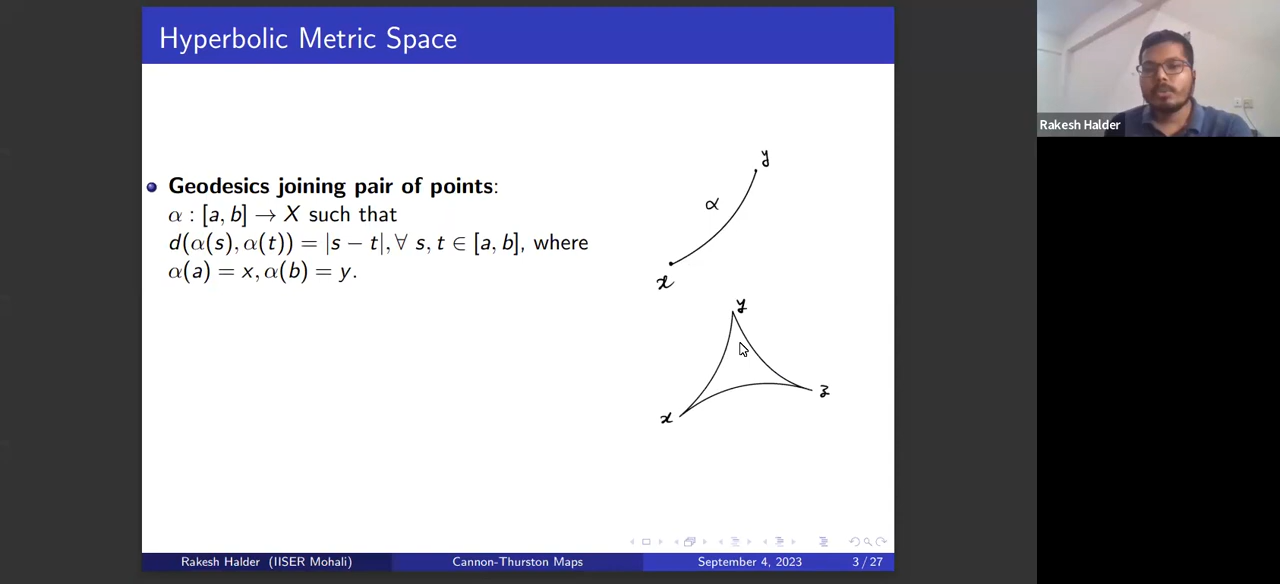 Hyperbolic Metric Space
Rakesh Halder
Geodesics joining pair of points:
α : [a, b] → X such that
d(α(s), α(t)) = |s − t|, ∀ s, t ∈ [a, b], where
α(a) = x, α(b) = y.
y
α
x
y
x
z
Rakesh Halder (IISER Mohali)
Cannon-Thurston Maps
September 4, 2023
3 / 27